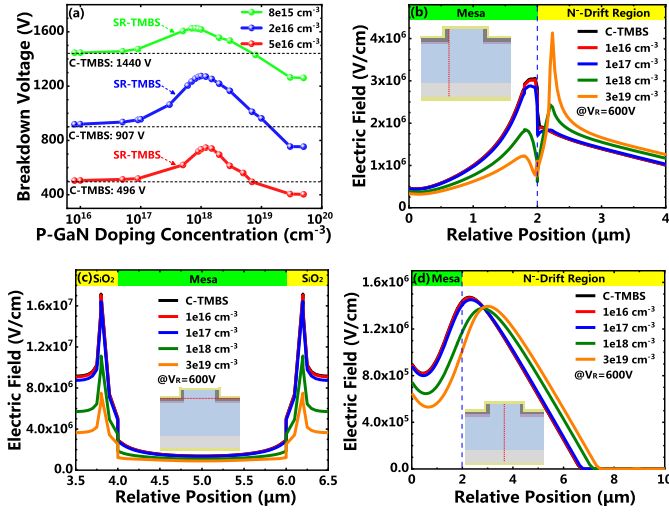 (a)
8e15 cm⁻³
2e16 cm⁻³
5e16 cm⁻³
SR-TMBS
C-TMBS: 1440 V
SR-TMBS
C-TMBS: 907 V
SR-TMBS
C-TMBS: 496 V
Breakdown Voltage (V)
1600
1200
800
400
10¹⁶ 10¹⁷ 10¹⁸ 10¹⁹ 10²⁰
P-GaN Doping Concentration (cm⁻³)
Mesa N⁻-Drift Region
(b)
C-TMBS
1e16 cm⁻³
1e17 cm⁻³
1e18 cm⁻³
3e19 cm⁻³
@VR=600V
Electric Field (V/cm)
4x10⁶
3x10⁶
2x10⁶
1x10⁶
0
0 1 2 3 4
Relative Position (μm)
SiO₂ Mesa SiO₂
(c)
C-TMBS
1e16 cm⁻³
1e17 cm⁻³
1e18 cm⁻³
3e19 cm⁻³
@VR=600V
Electric Field (V/cm)
1.6x10⁷
1.2x10⁷
8.0x10⁶
4.0x10⁶
0.0
3.5 4.0 4.5 5.0 5.5 6.0 6.5
Relative Position (μm)
Mesa N⁻-Drift Region
(d)
C-TMBS
1e16 cm⁻³
1e17 cm⁻³
1e18 cm⁻³
3e19 cm⁻³
@VR=600V
Electric Field (V/cm)
1.6x10⁶
1.2x10⁶
8.0x10⁵
4.0x10⁵
0.0
0 2 4 6 8 10
Relative Position (μm)